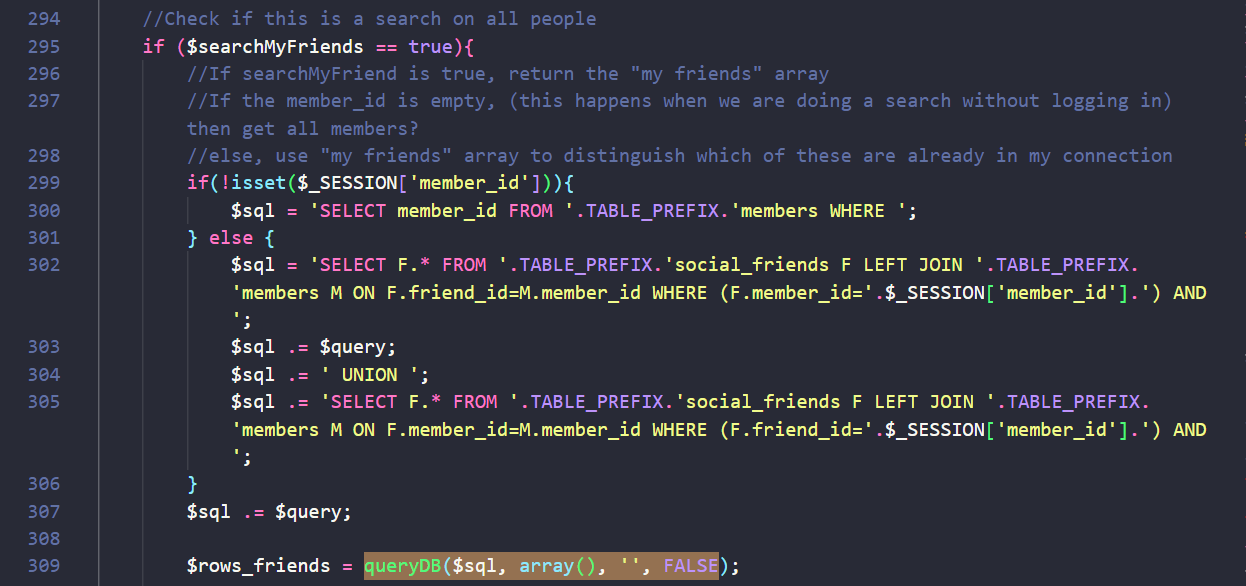 294 //Check if this is a search on all people
295 if ($searchMyFriends == true){
296 //If searchMyFriend is true, return the "my friends" array
297 //If the member_id is empty, (this happens when we are doing a search without logging in)
then get all members?
298 //else, use "my friends" array to distinguish which of these are already in my connection
299 if(!isset($_SESSION['member_id'])){
300 $sql = 'SELECT member_id FROM '.TABLE_PREFIX.'members WHERE ';
301 } else {
302 $sql = 'SELECT F.* FROM '.TABLE_PREFIX.'social_friends F LEFT JOIN '.TABLE_PREFIX.
'members M ON F.friend_id=M.member_id WHERE (F.member_id='.$_SESSION['member_id'].') AND
';
303 $sql .= $query;
304 $sql .= ' UNION ';
305 $sql .= 'SELECT F.* FROM '.TABLE_PREFIX.'social_friends F LEFT JOIN '.TABLE_PREFIX.
'members M ON F.member_id=M.member_id WHERE (F.friend_id='.$_SESSION['member_id'].') AND
';
306 }
307 $sql .= $query;
308
309 $rows_friends = queryDB($sql, array(), '', FALSE);